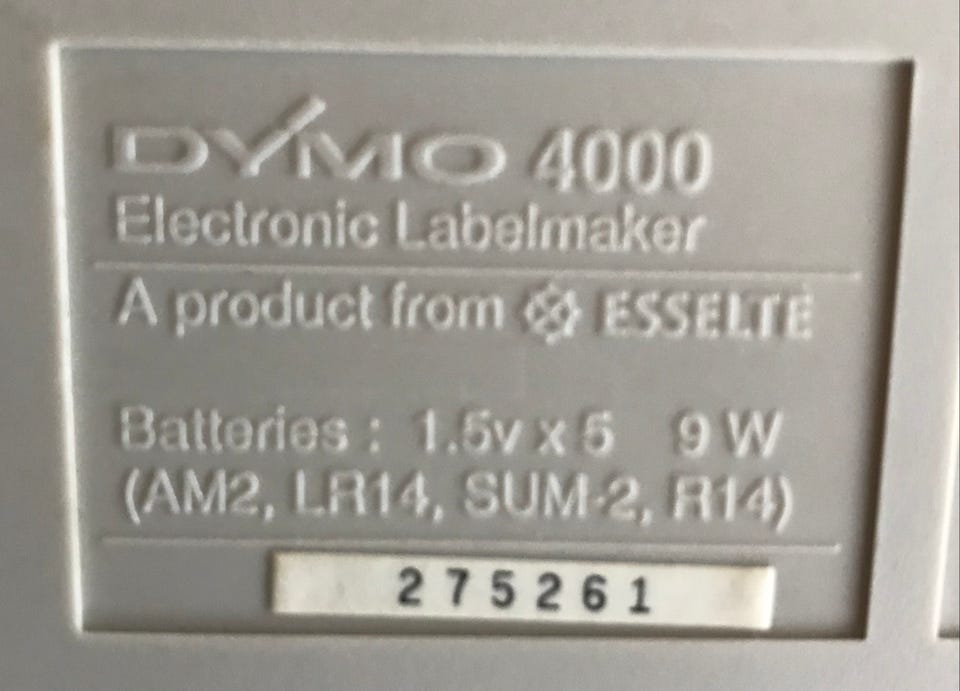 DYMO 4000
Electronic Labelmaker
A product from ESSELTE
Batteries : 1.5v x 5 9 W
(AM2, LR14, SUM-2, R14)
275261